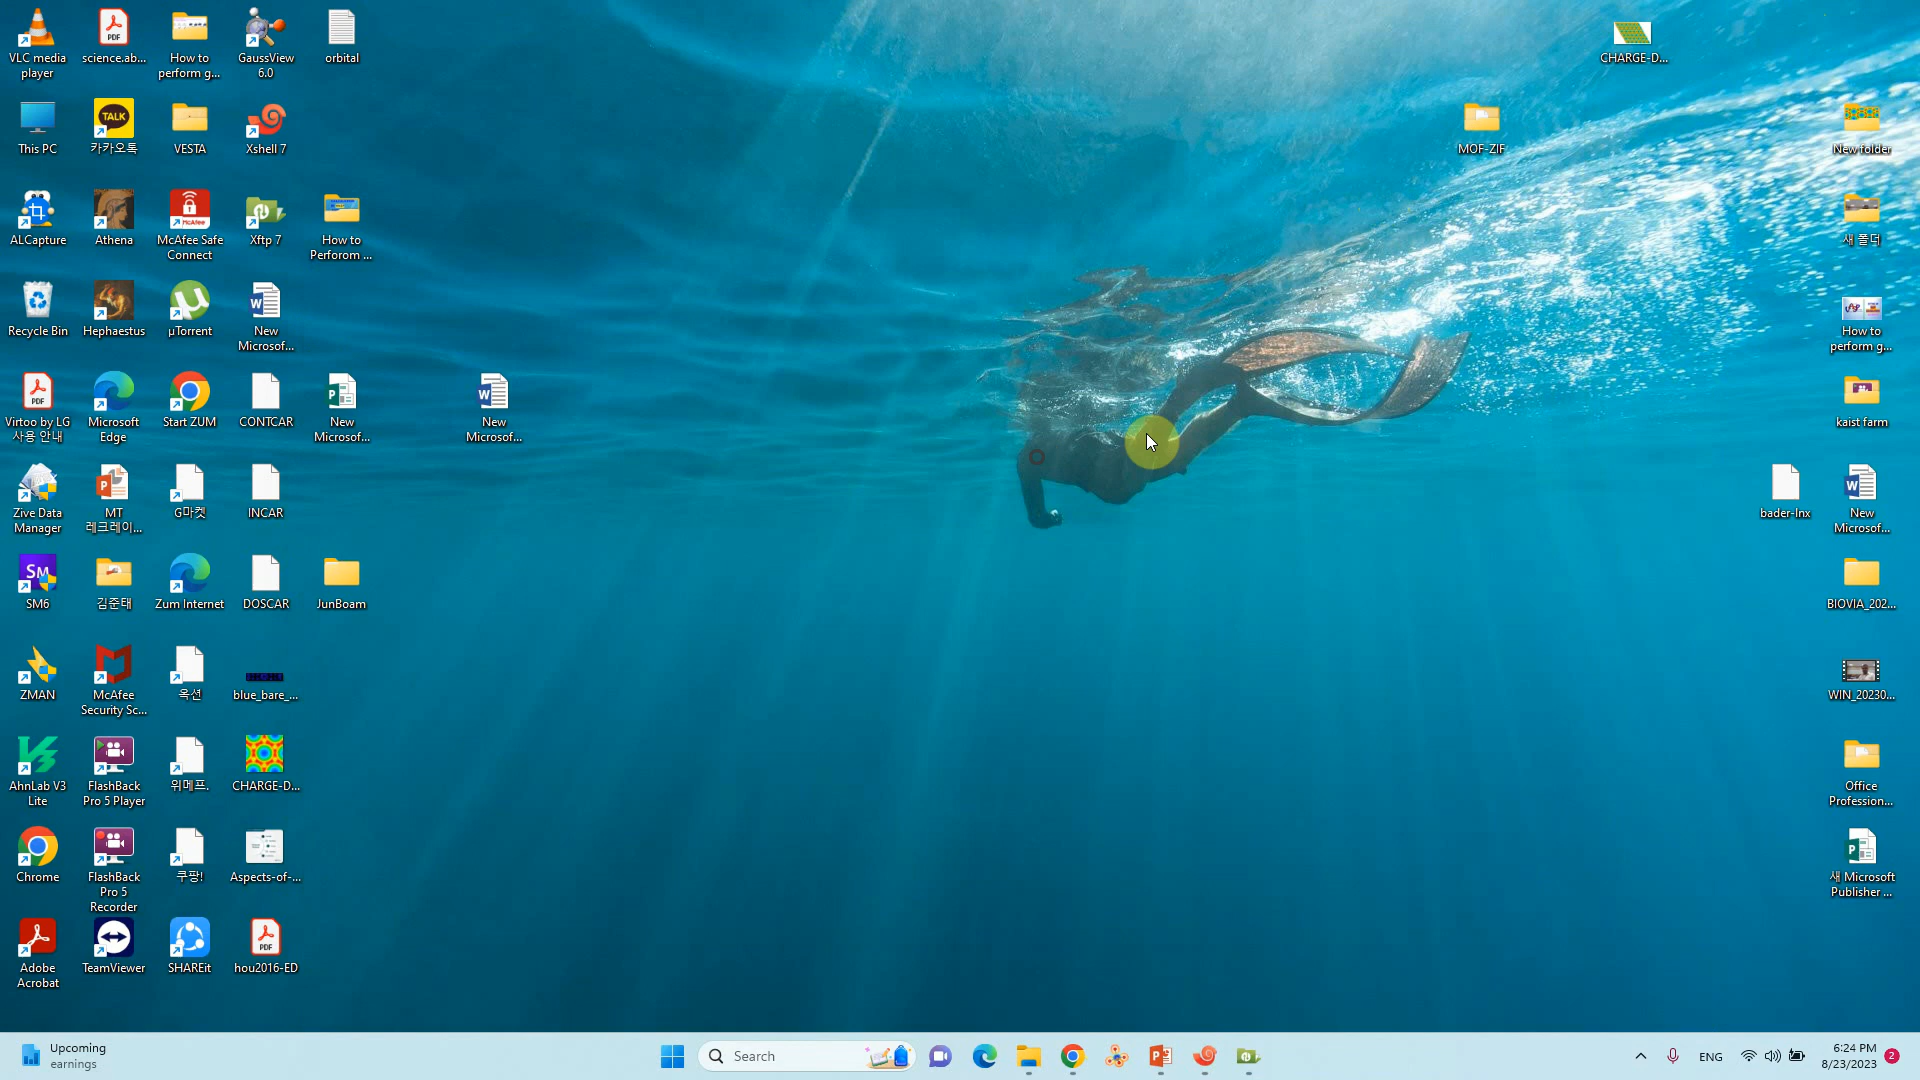 VLC media
player
science.ab...
How to
perform g...
GaussView
6.0
orbital
CHARGE-D...
This PC
TALK
카카오톡
VESTA
Xshell 7
MOF-ZIF
New folder
ALCapture
Athena
McAfee
McAfee Safe
Connect
Xftp 7
How to
Perforom ...
새 폴더
Recycle Bin
Hephaestus
µTorrent
New
Microsof...
How to
perform g...
PDF
Virtoo by LG
사용 안내
Microsoft
Edge
Start ZUM
CONTCAR
New
Microsof...
New
Microsof...
kaist farm
Zive Data
Manager
MT
레크레이...
G마켓
INCAR
bader-lnx
New
Microsof...
SM
SM6
김준태
Zum Internet
DOSCAR
JunBoam
BIOVIA_202...
ZMAN
McAfee
Security Sc...
옥션
blue_bare_...
WIN_20230...
AhnLab V3
Lite
FlashBack
Pro 5 Player
위메프.
CHARGE-D...
Office
Profession...
Chrome
FlashBack
Pro 5
Recorder
쿠팡!
Aspects-of-...
새 Microsoft
Publisher ...
Adobe
Acrobat
TeamViewer
SHAREit
PDF
hou2016-ED
Upcoming
earnings
Search
ENG
6:24 PM
8/23/2023
2